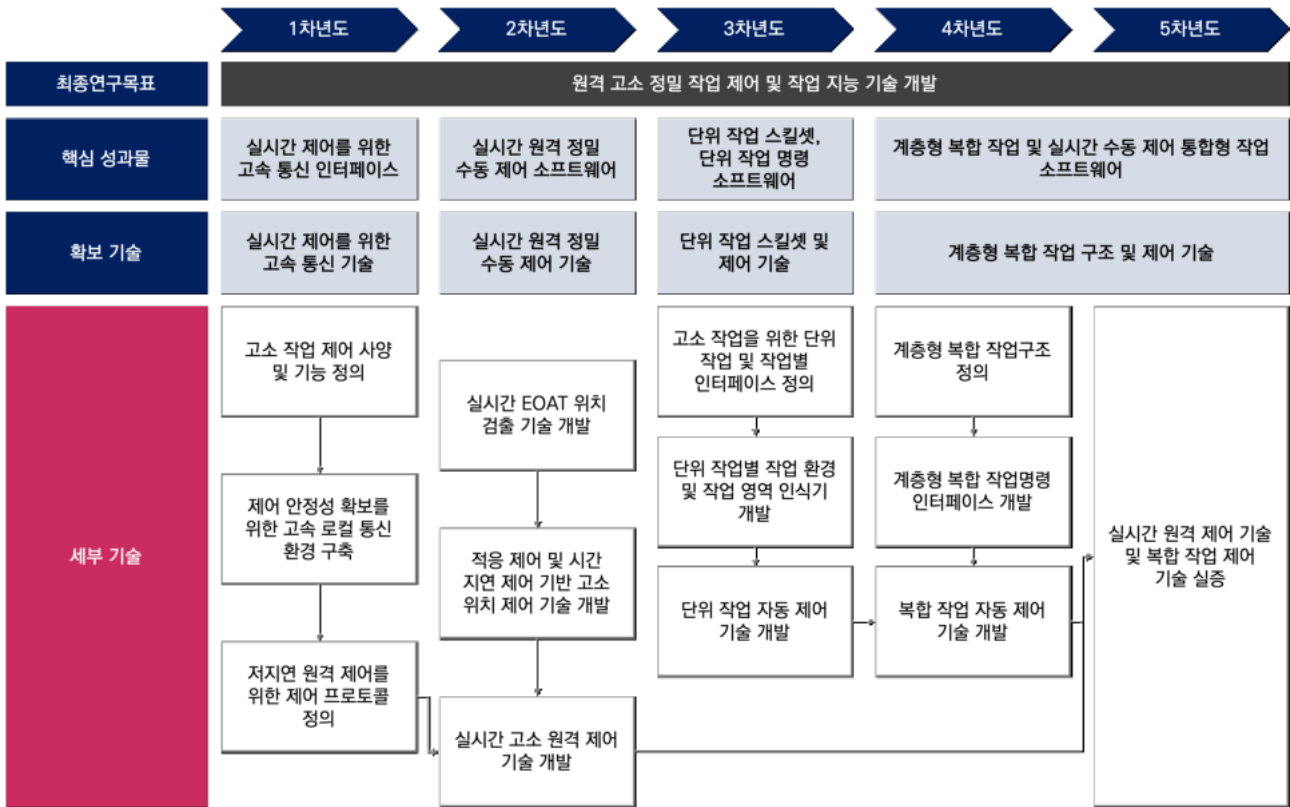 1차년도
2차년도
3차년도
4차년도
5차년도
최종연구목표
원격 고소 정밀 작업 제어 및 작업 지능 기술 개발
핵심 성과물
실시간 제어를 위한
고속 통신 인터페이스
실시간 원격 정밀
수동 제어 소프트웨어
단위 작업 스킬셋,
단위 작업 명령
소프트웨어
계층형 복합 작업 및 실시간 수동 제어 통합형 작업
소프트웨어
확보 기술
실시간 제어를 위한
고속 통신 기술
실시간 원격 정밀
수동 제어 기술
단위 작업 스킬셋 및
제어 기술
계층형 복합 작업 구조 및 제어 기술
세부 기술
고소 작업 제어 사양
및 기능 정의
제어 안정성 확보를
위한 고속 로컬 통신
환경 구축
저지연 원격 제어를
위한 제어 프로토콜
정의
실시간 EOAT 위치
검출 기술 개발
적응 제어 및 시간
지연 제어 기반 고소
위치 제어 기술 개발
실시간 고소 원격 제어
기술 개발
고소 작업을 위한 단위
작업 및 작업별
인터페이스 정의
단위 작업별 작업 환경
및 작업 영역 인식기
개발
단위 작업 자동 제어
기술 개발
계층형 복합 작업구조
정의
계층형 복합 작업명령
인터페이스 개발
복합 작업 자동 제어
기술 개발
실시간 원격 제어 기술
및 복합 작업 제어
기술 실증